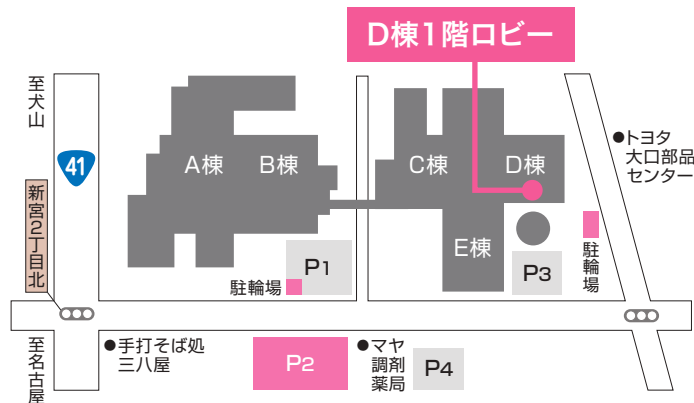 D棟1階ロビー
至犬山
41
新宮2丁目北
至名古屋
A棟
B棟
C棟
D棟
E棟
●トヨタ
大口部品
センター
P1
駐輪場
P3
駐輪場
●手打そば処
三八屋
P2
●マヤ
調剤
薬局
P4